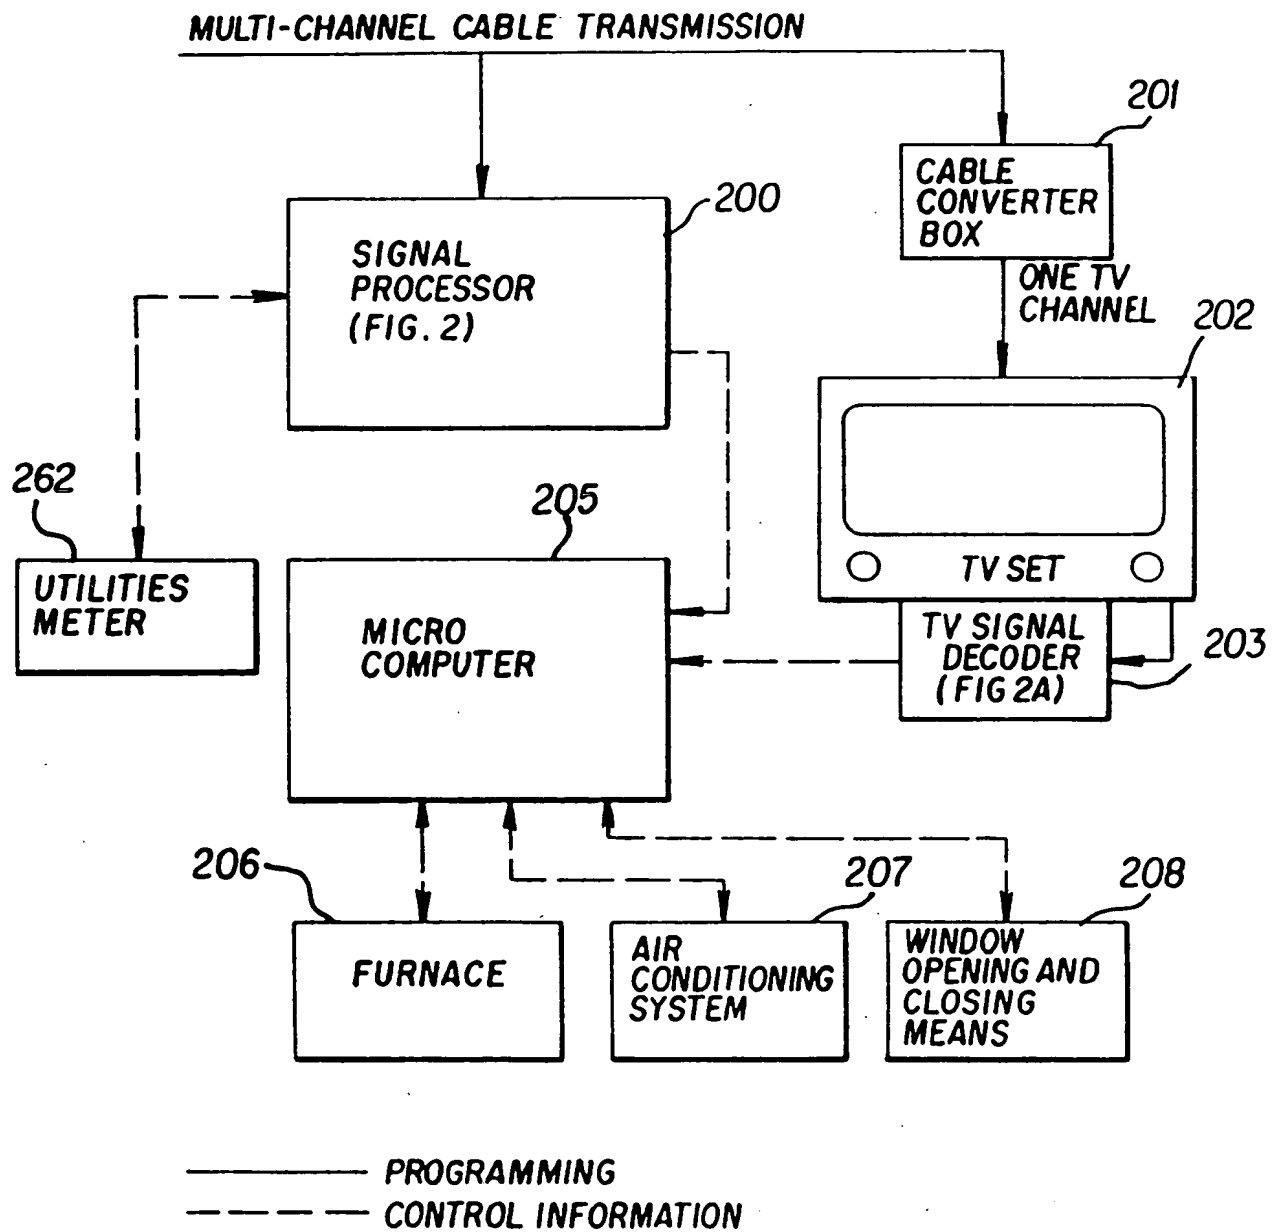 MULTI-CHANNEL CABLE TRANSMISSION
201
CABLE
CONVERTER
BOX
200
SIGNAL
PROCESSOR
(FIG. 2)
ONE TV
CHANNEL
202
262
205
TV SET
UTILITIES
METER
MICRO
COMPUTER
TV SIGNAL
DECODER
(FIG 2A)
203
206
207
208
FURNACE
AIR
CONDITIONING
SYSTEM
WINDOW
OPENING AND
CLOSING
MEANS
PROGRAMMING
CONTROL INFORMATION